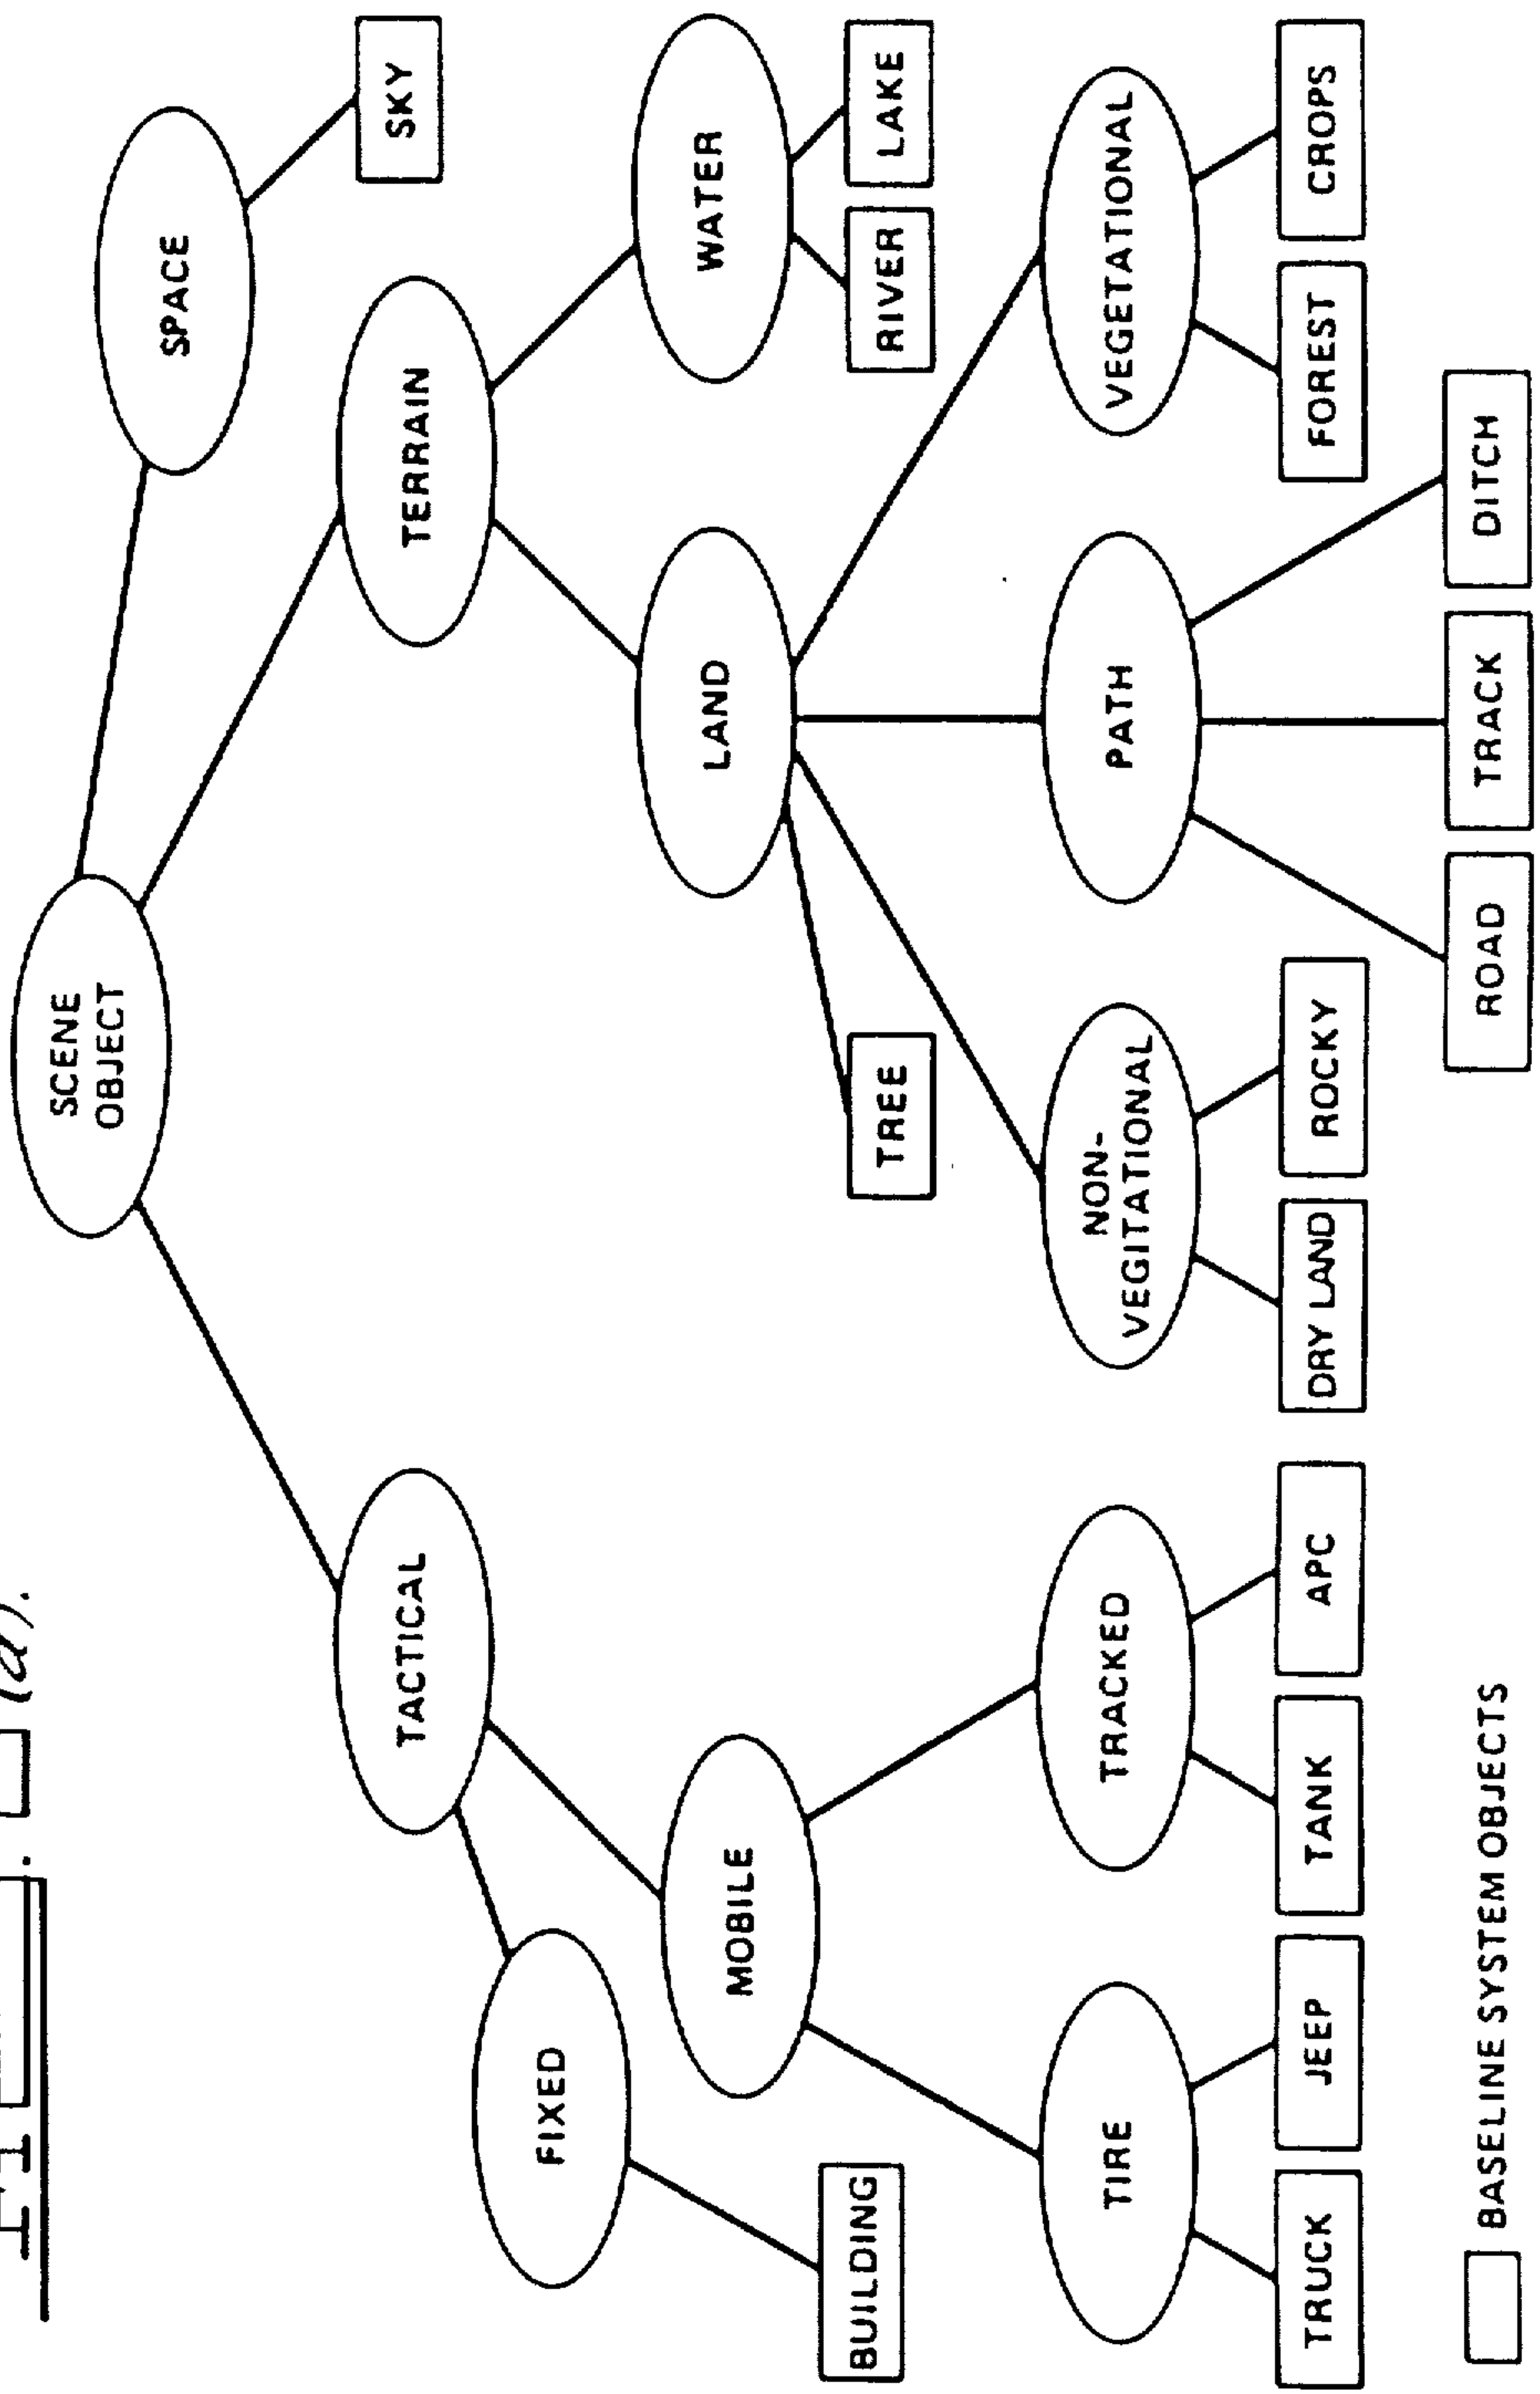 (a).
SCENE
OBJECT
SPACE
SKY
TACTICAL
TERRAIN
FIXED
MOBILE
LAND
WATER
BUILDING
TREE
RIVER
LAKE
TIRE
TRACKED
NON-
VEGITATIONAL
PATH
VEGETATIONAL
TRUCK
JEEP
TANK
APC
DRY LAND
ROCKY
FOREST
CROPS
ROAD
TRACK
DITCH
BASELINE SYSTEM OBJECTS